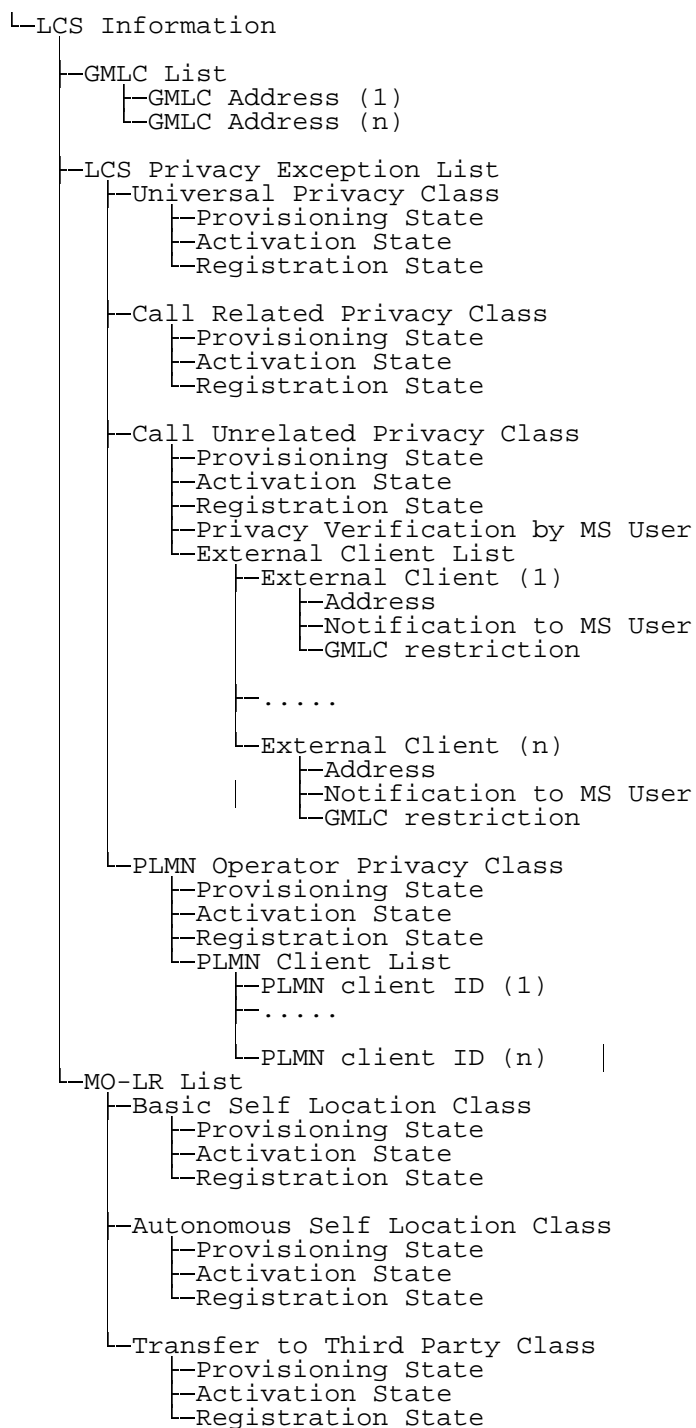 LCS Information
GMLC List
GMLC Address (1)
GMLC Address (n)
LCS Privacy Exception List
Universal Privacy Class
Provisioning State
Activation State
Registration State
Call Related Privacy Class
Provisioning State
Activation State
Registration State
Call Unrelated Privacy Class
Provisioning State
Activation State
Registration State
Privacy Verification by MS User
External Client List
External Client (1)
Address
Notification to MS User
GMLC restriction
.....
External Client (n)
Address
Notification to MS User
GMLC restriction
PLMN Operator Privacy Class
Provisioning State
Activation State
Registration State
PLMN Client List
PLMN client ID (1)
.....
PLMN client ID (n)
MO-LR List
Basic Self Location Class
Provisioning State
Activation State
Registration State
Autonomous Self Location Class
Provisioning State
Activation State
Registration State
Transfer to Third Party Class
Provisioning State
Activation State
Registration State